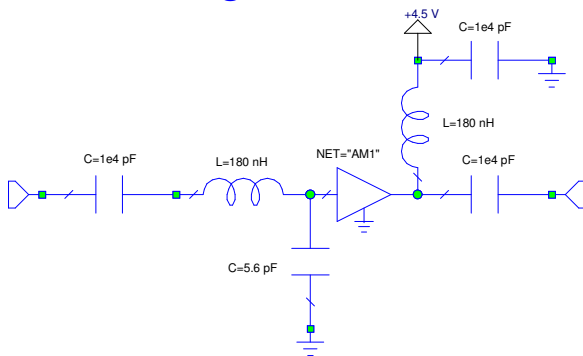 +4.5 V
C=1e4 pF
L=180 nH
NET="AM1"
C=1e4 pF
C=1e4 pF
L=180 nH
C=5.6 pF